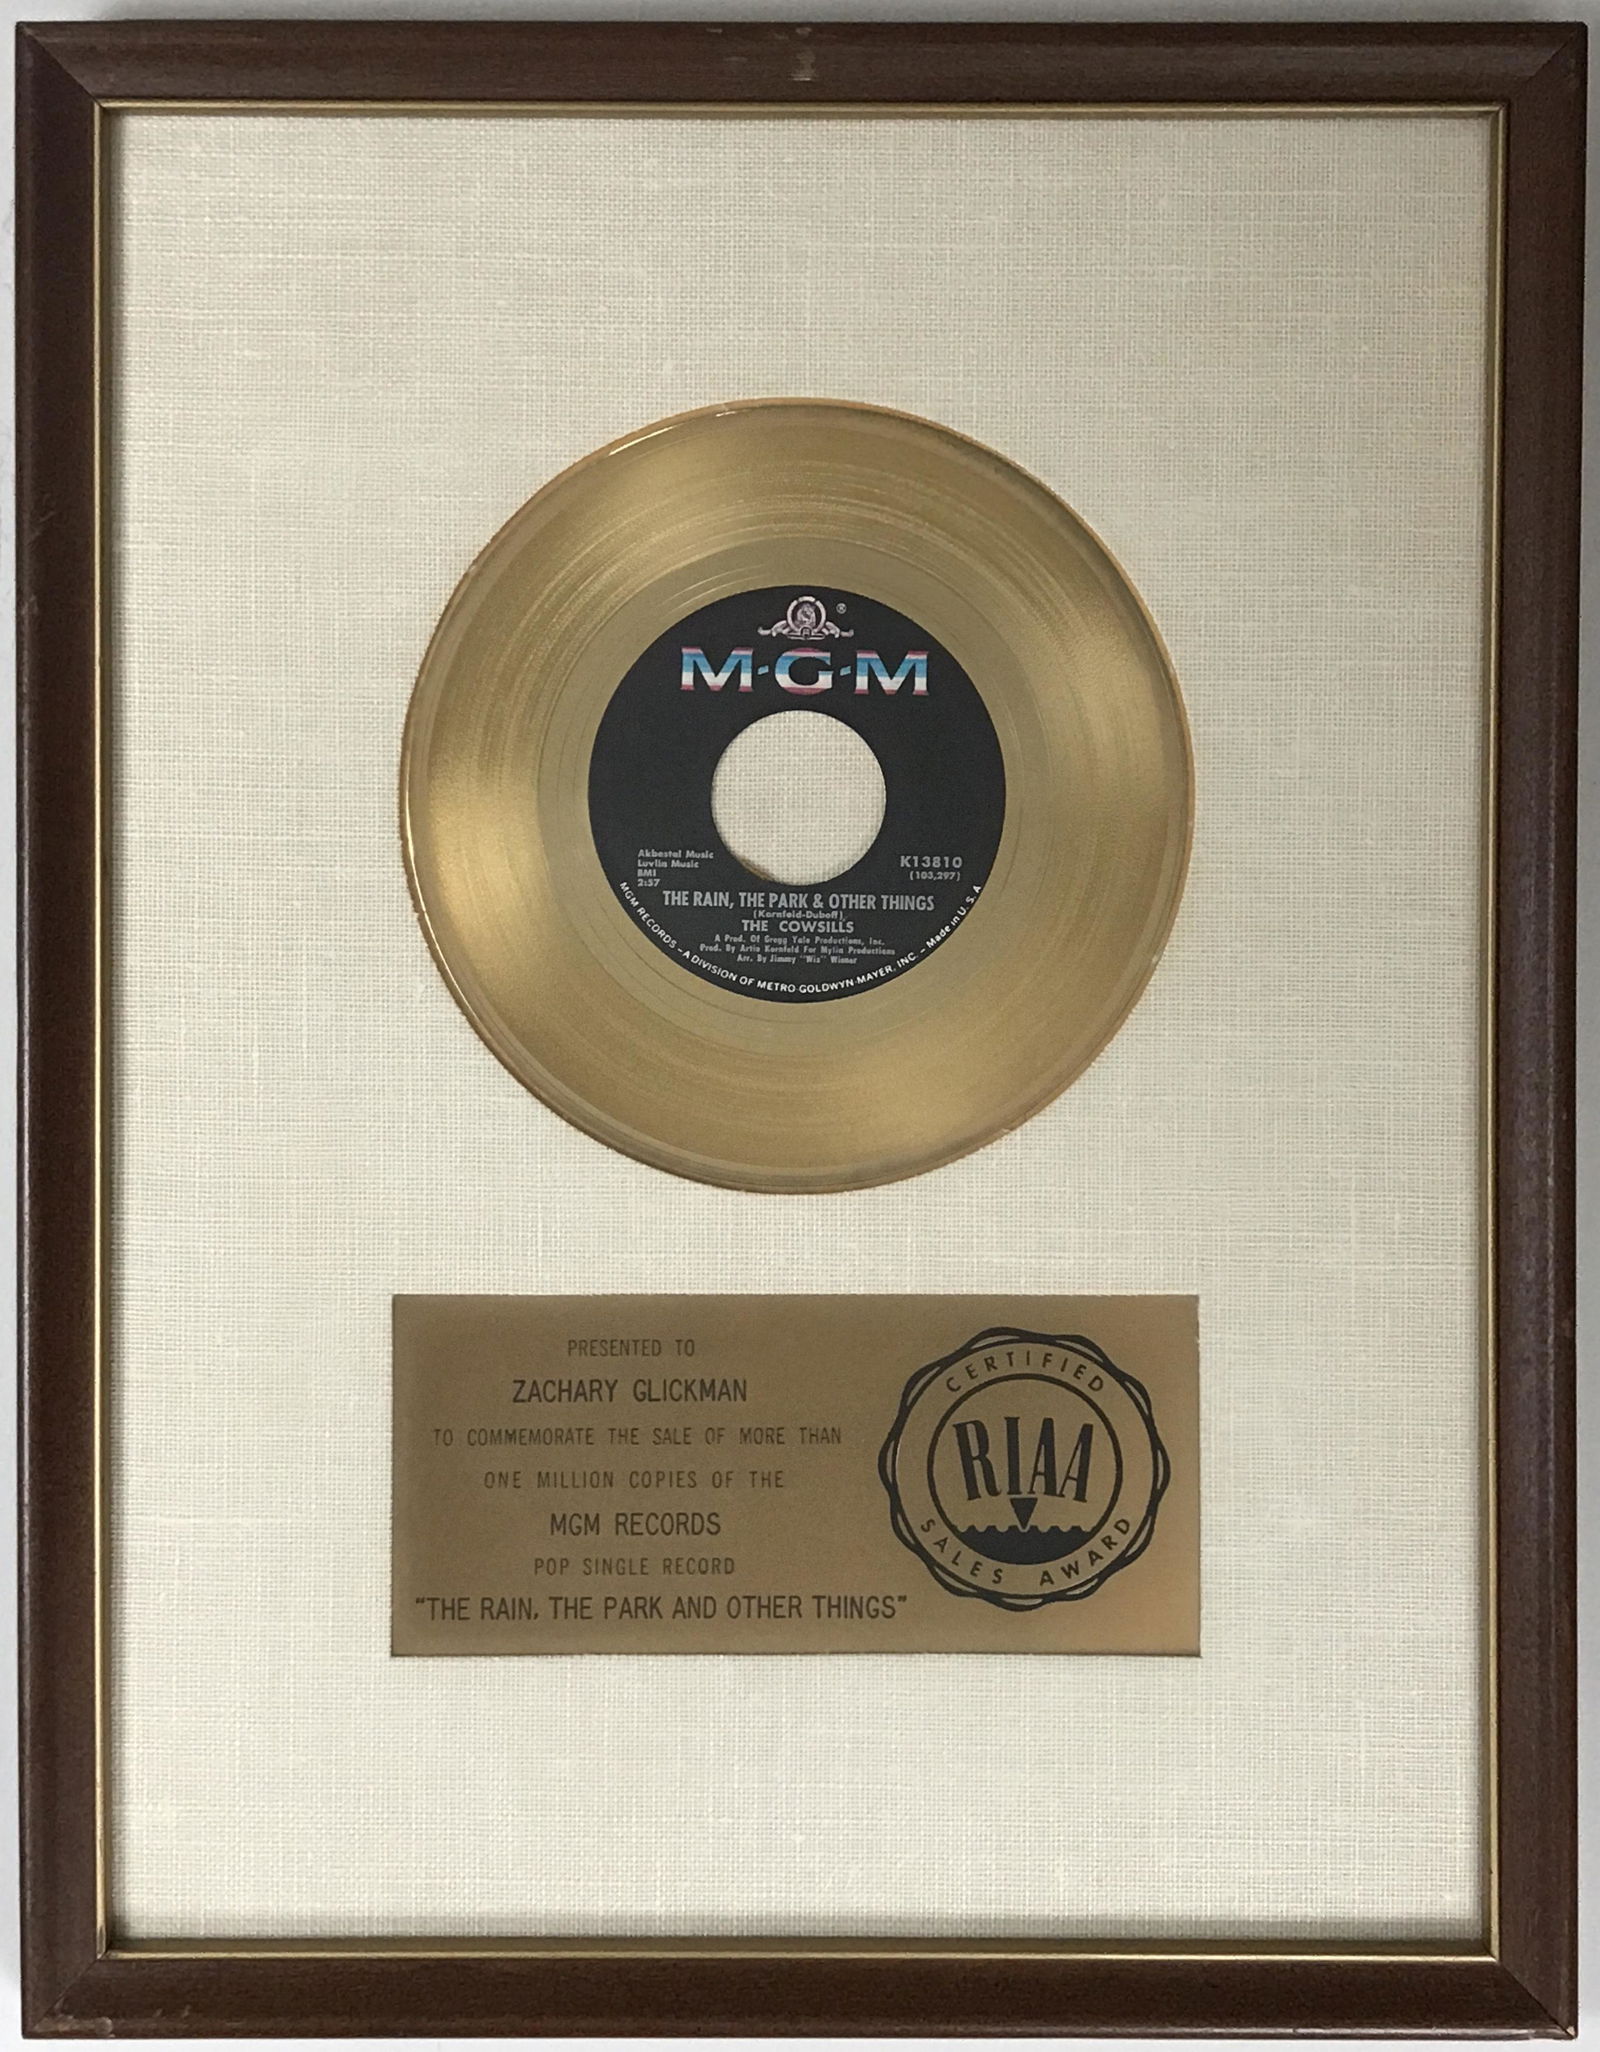 ®
M-G-M
Akbestal Music
Luvlin Music
BMI
2:57
K13810
(103,297)
THE RAIN, THE PARK & OTHER THINGS
(Kornfeld-Duboff)
THE COWSILLS
A Prod. Of Gregg Yale Productions, Inc.
Prod. By Artie Kornfeld For Mylin Productions
Arr. By Jimmy "Wiz" Wisner
MGM RECORDS - A DIVISION OF METRO-GOLDWYN-MAYER, INC. - Made in U. S. A
PRESENTED TO
ZACHARY GLICKMAN
TO COMMEMORATE THE SALE OF MORE THAN
ONE MILLION COPIES OF THE
MGM RECORDS
POP SINGLE RECORD
"THE RAIN, THE PARK AND OTHER THINGS"
CERTIFIED
RIAA
SALES AWARD